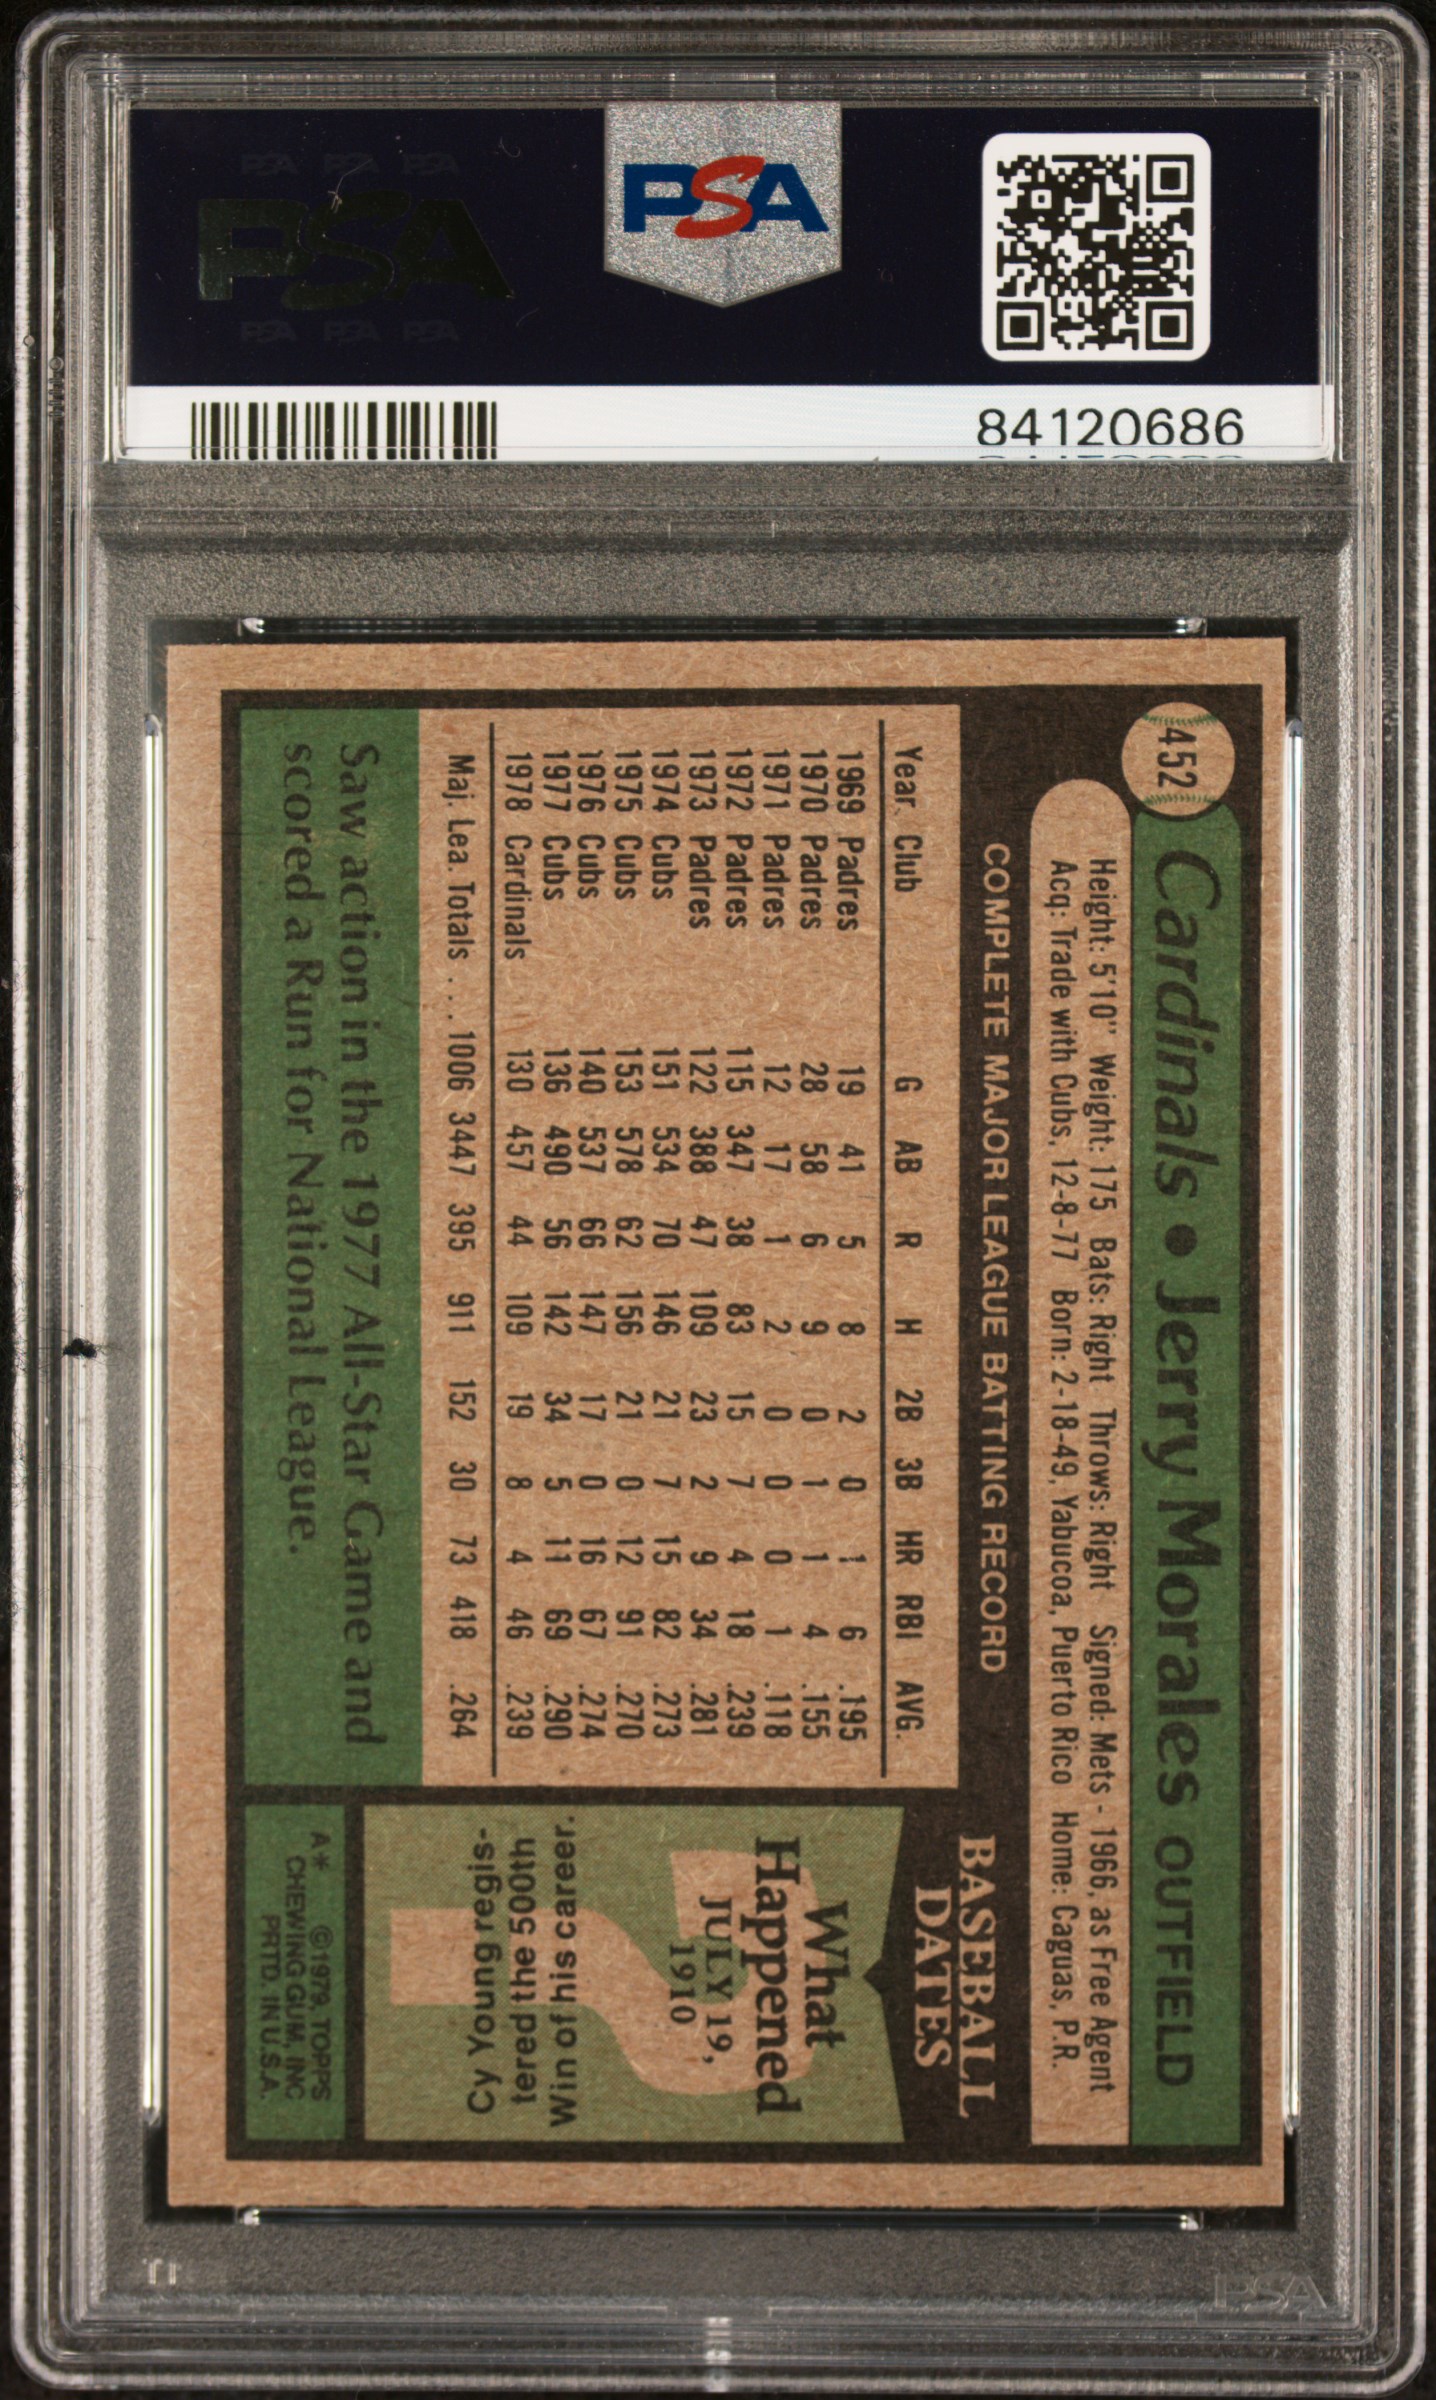 PSA PSA PSA
PSA
PSA PSA PSA
PSA
84120686
452
Cardinals • Jerry Morales OUTFIELD
Height: 5'10" Weight: 175 Bats: Right Throws: Right Signed: Mets - 1966, as Free Agent
Acq: Trade with Cubs, 12-8-77 Born: 2-18-49, Yabucoa, Puerto Rico Home: Caguas, P.R.
COMPLETE MAJOR LEAGUE BATTING RECORD
Year Club G AB R H 2B 3B HR RBI AVG.
1969 Padres 19 41 5 8 2 0 1 6 .195
1970 Padres 28 58 6 9 0 1 1 4 .155
1971 Padres 12 17 1 2 0 0 0 1 .118
1972 Padres 115 347 38 83 15 7 4 18 .239
1973 Padres 122 388 47 109 23 2 9 34 .281
1974 Cubs 151 534 70 146 21 7 15 82 .273
1975 Cubs 153 578 62 156 21 0 12 91 .270
1976 Cubs 140 537 66 147 17 0 16 67 .274
1977 Cubs 136 490 56 142 34 5 11 69 .290
1978 Cardinals 130 457 44 109 19 8 4 46 .239
Maj. Lea. Totals . . . 1006 3447 395 911 152 30 73 418 .264
Saw action in the 1977 All-Star Game and
scored a Run for National League.
BASEBALL
DATES
What
Happened
JULY 19,
1910
?
Cy Young regis-
tered the 500th
Win of his career.
A* ©1979, TOPPS
CHEWING GUM, INC
PRTD. IN U.S.A.
PSA